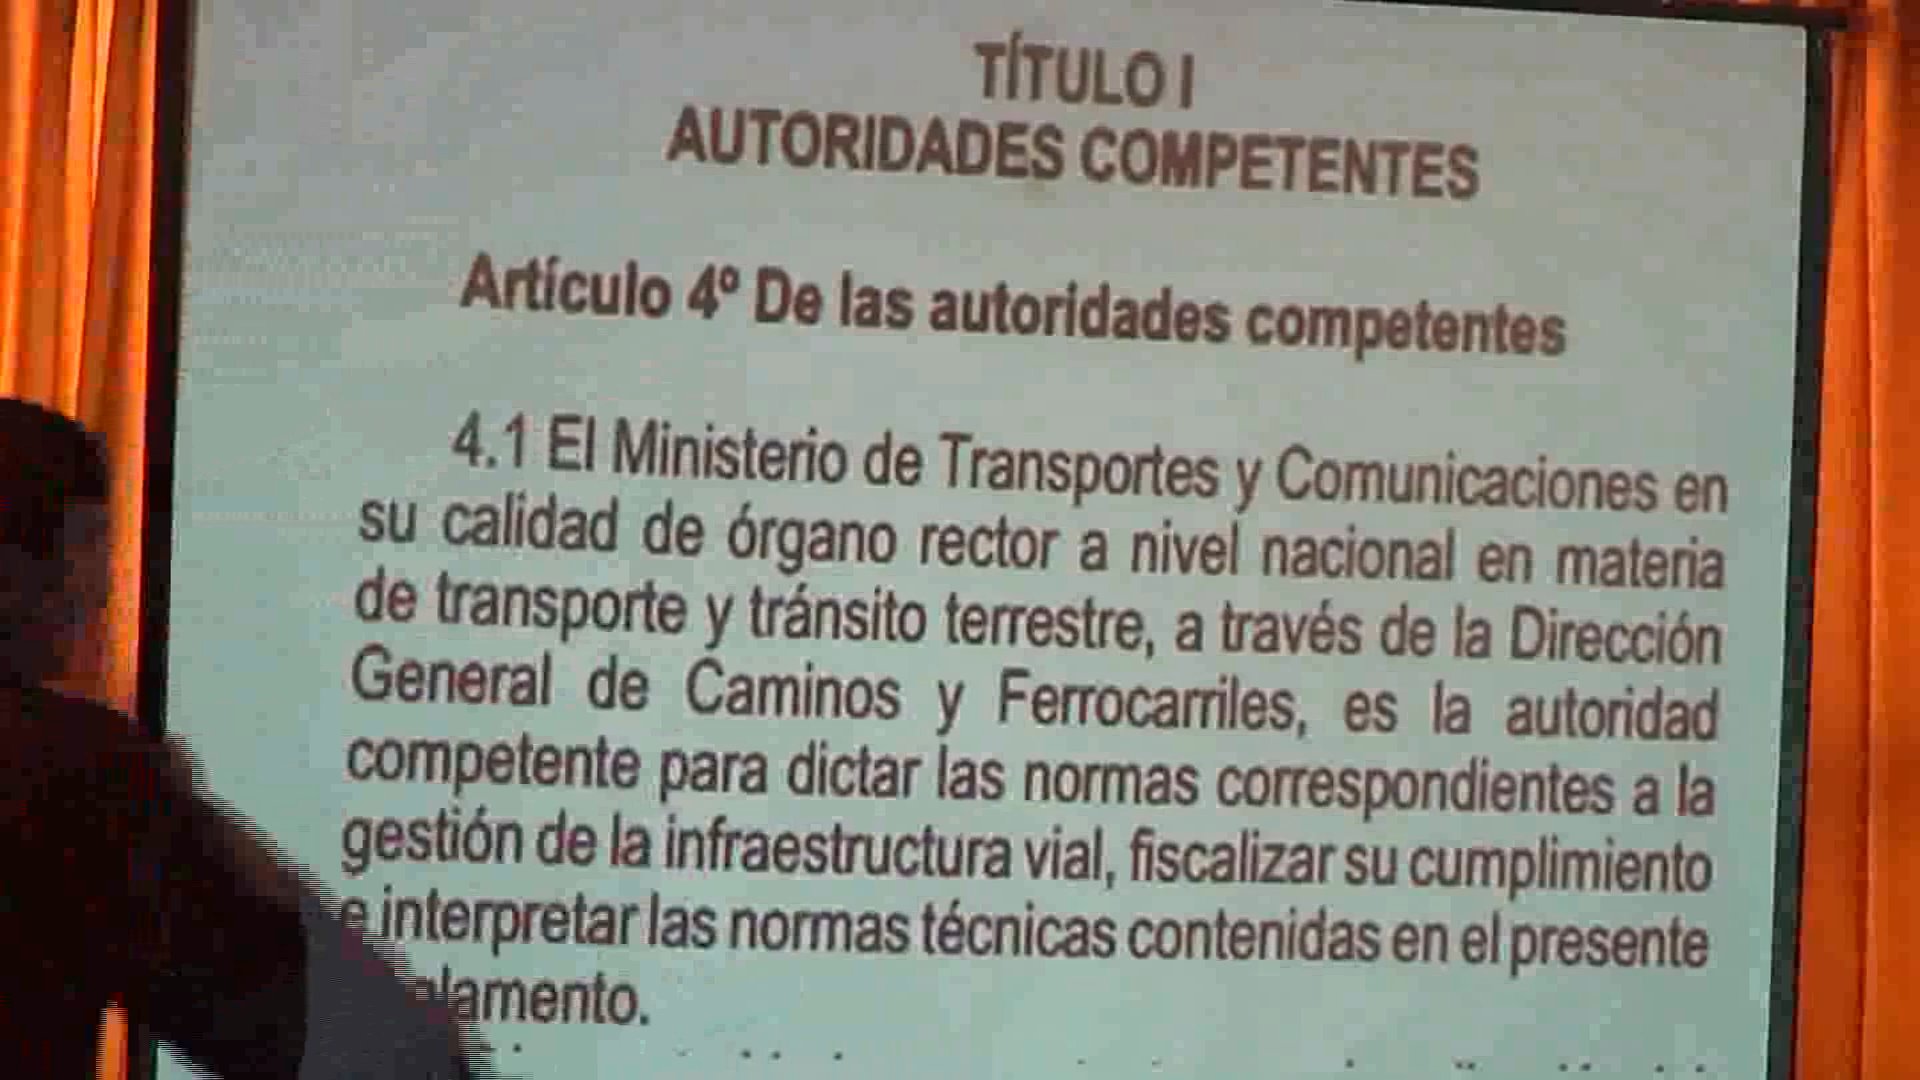 TÍTULO I
AUTORIDADES COMPETENTES
Artículo 4º De las autoridades competentes
4.1 El Ministerio de Transportes y Comunicaciones en
su calidad de órgano rector a nivel nacional en materia
de transporte y tránsito terrestre, a través de la Dirección
General de Caminos y Ferrocarriles, es la autoridad
competente para dictar las normas correspondientes a la
gestión de la infraestructura vial, fiscalizar su cumplimiento
e interpretar las normas técnicas contenidas en el presente